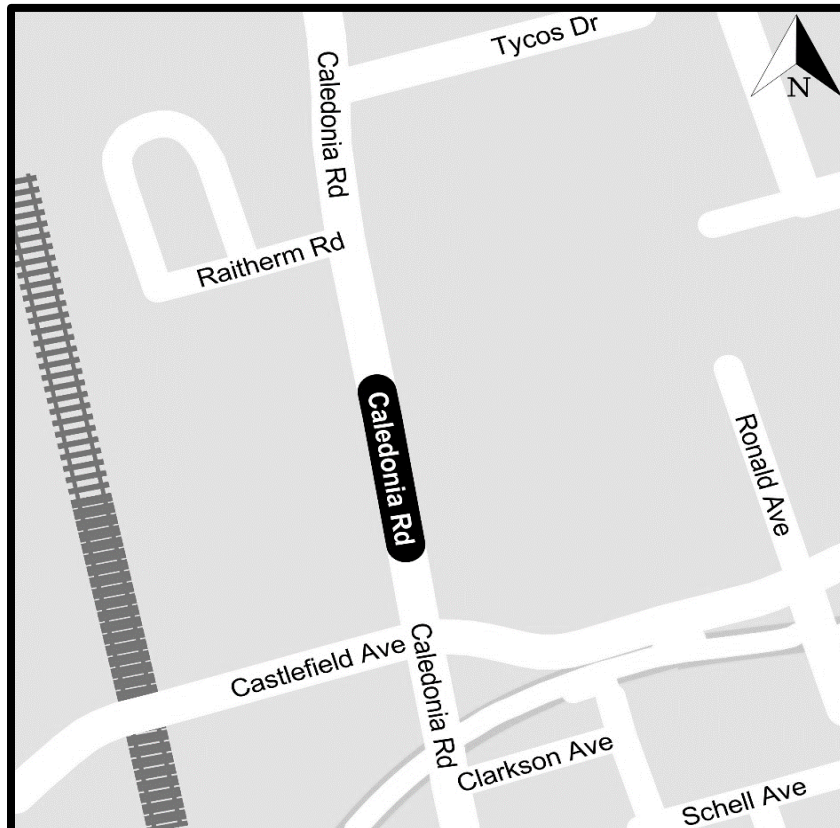 Tycos Dr
Caledonia Rd
N
Raitherm Rd
Caledonia Rd
Ronald Ave
Castlefield Ave
Caledonia Rd
Clarkson Ave
Schell Ave